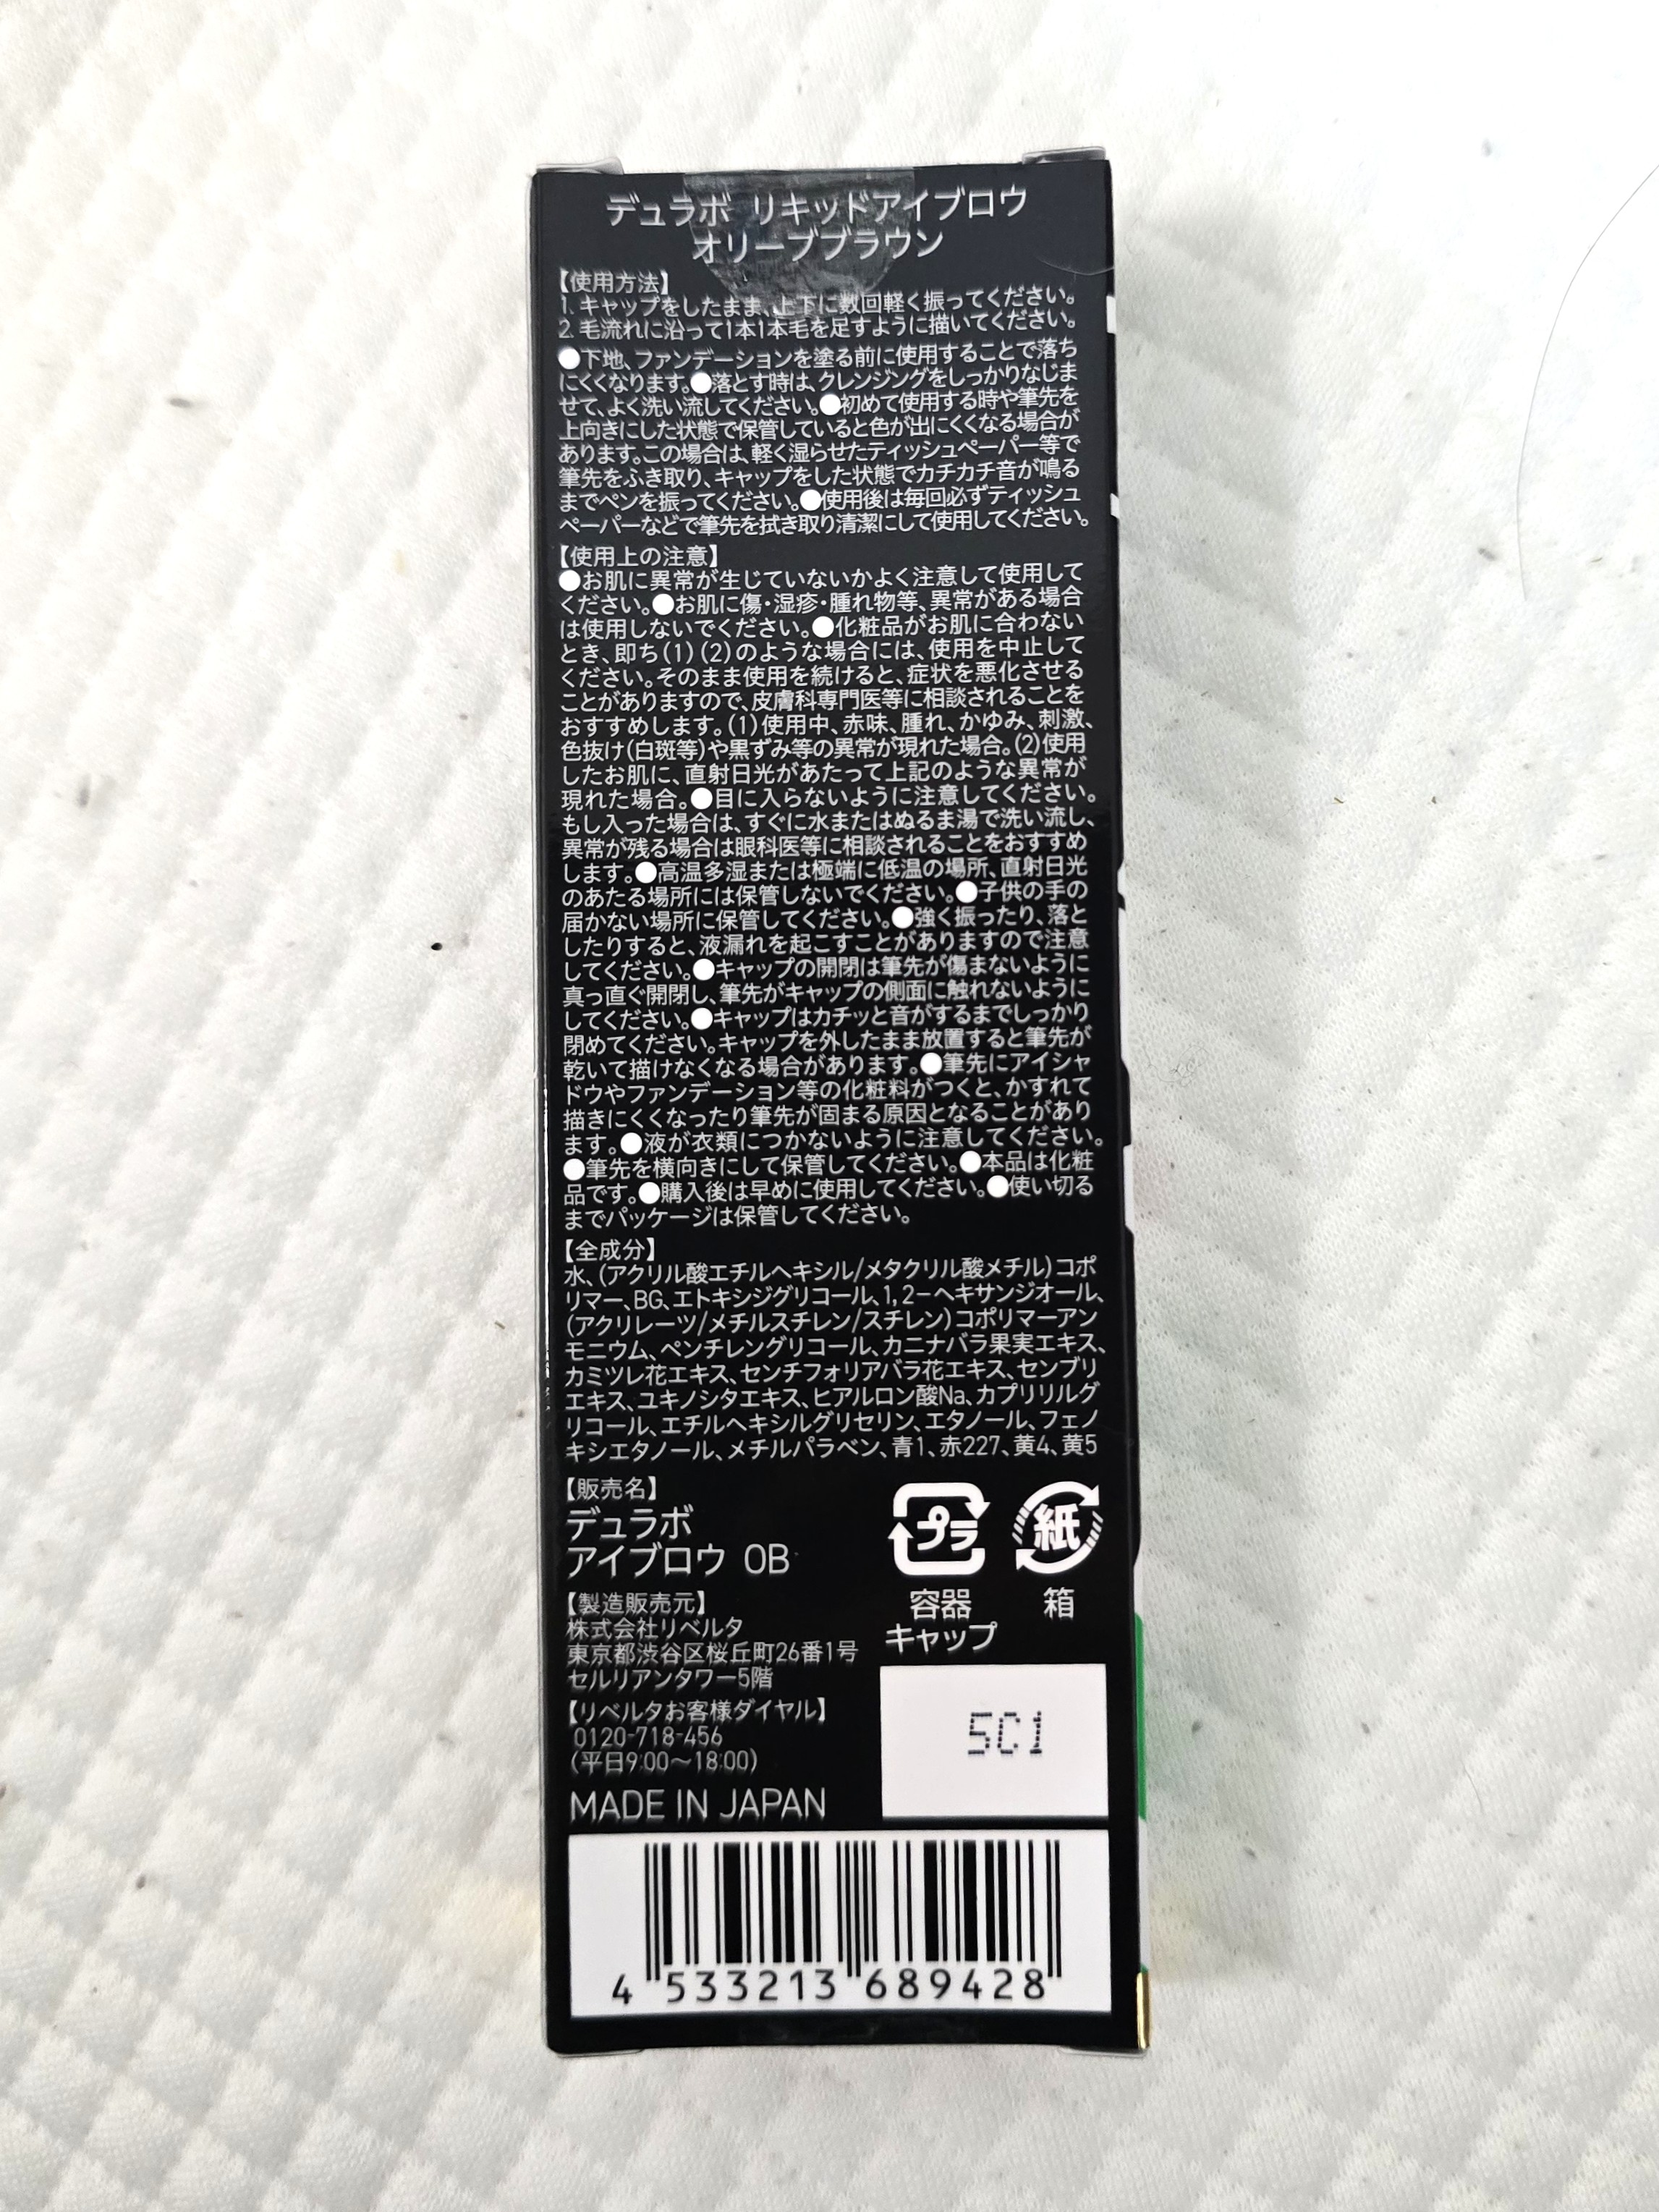 デュラボ リキッドアイブロウ
オリーブブラウン
【使用方法】
1. キャップをしたまま、上下に数回軽く振ってください。
2. 毛流れに沿って1本1本毛を足すように描いてください。
●下地、ファンデーションを塗る前に使用することで落ち
にくくなります。●落とす時は、クレンジングをしっかりなじま
せて、よく洗い流してください。●初めて使用する時や筆先を
上向きにした状態で保管していると色が出にくくなる場合が
あります。この場合は、軽く湿らせたティッシュペーパー等で
筆先をふき取り、キャップをした状態でカチカチ音が鳴る
までペンを振ってください。●使用後は毎回必ずティッシュ
ペーパーなどで筆先を拭き取り清潔にして使用してください。
【使用上の注意】
●お肌に異常が生じていないかよく注意して使用して
ください。●お肌に傷・湿疹・腫れ物等、異常がある場合
は使用しないでください。●化粧品がお肌に合わない
とき、即ち(1)(2)のような場合には、使用を中止して
ください。そのまま使用を続けると、症状を悪化させる
ことがありますので、皮膚科専門医等に相談されることを
おすすめします。(1)使用中、赤味、腫れ、かゆみ、刺激、
色抜け(白斑等)や黒ずみ等の異常が現れた場合。(2)使用
したお肌に、直射日光があたって上記のような異常が
現れた場合。●目に入らないように注意してください。
もし入った場合は、すぐに水またはぬるま湯で洗い流し、
異常が残る場合は眼科医等に相談されることをおすすめ
します。●高温多湿または極端に低温の場所、直射日光
のあたる場所には保管しないでください。●子供の手の
届かない場所に保管してください。●強く振ったり、落と
したりすると、液漏れを起こすことがありますので注意
してください。●キャップの開閉は筆先が傷まないように
真っ直ぐ開閉し、筆先がキャップの側面に触れないように
してください。●キャップはカチッと音がするまでしっかり
閉めてください。キャップを外したまま放置すると筆先が
乾いて描けなくなる場合があります。●筆先にアイシャ
ドウやファンデーション等の化粧料がつくと、かすれて
描きにくくなったり筆先が固まる原因となることがあり
ます。●液が衣類につかないように注意してください。
●筆先を横向きにして保管してください。●本品は化粧
品です。●購入後は早めに使用してください。●使い切る
までパッケージは保管してください。
【全成分】
水、(アクリル酸エチルヘキシル/メタクリル酸メチル)コポ
リマー、BG、エトキシジグリコール、1,2-ヘキサンジオール、
(アクリレーツ/メチルスチレン/スチレン)コポリマーアン
モニウム、ペンチレングリコール、カニナバラ果実エキス、
カミツレ花エキス、センチフォリアバラ花エキス、センブリ
エキス、ユキノシタエキス、ヒアルロン酸Na、カプリリルグ
リコール、エチルヘキシルグリセリン、エタノール、フェノ
キシエタノール、メチルパラベン、青1、赤227、黄4、黄5
【販売名】
デュラボ
アイブロウ OB
プラ
容器
キャップ
紙
箱
【製造販売元】
株式会社リベルタ
東京都渋谷区桜丘町26番1号
セルリアンタワー5階
【リベルタお客様ダイヤル】
0120-718-456
(平日9:00〜18:00)
MADE IN JAPAN
5C1
4 533213 689428